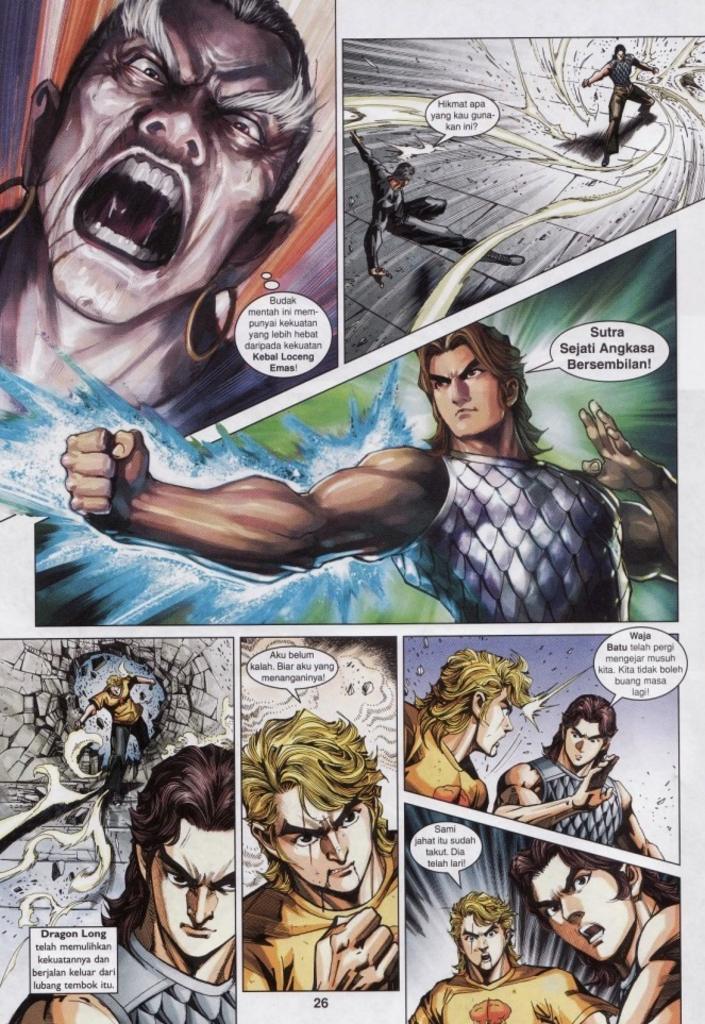 Budak
mentah ini mem-
punyai kekuatan
yang lebih hebat
daripada kekuatan
Kebal Loceng
Emas!
Hikmat apa
yang kau guna-
kan ini?
Sutra
Sejati Angkasa
Bersembilan!
Dragon Long
telah memulihkan
kekuatannya dan
berjalan keluar dari
lubang tembok itu.
Aku belum
kalah. Biar aku yang
menanganinya!
Waja
Batu telah pergi
mengejar musuh
kita. Kita tidak boleh
buang masa
lagi!
Sami
jahat itu sudah
takut. Dia
telah lari!
26